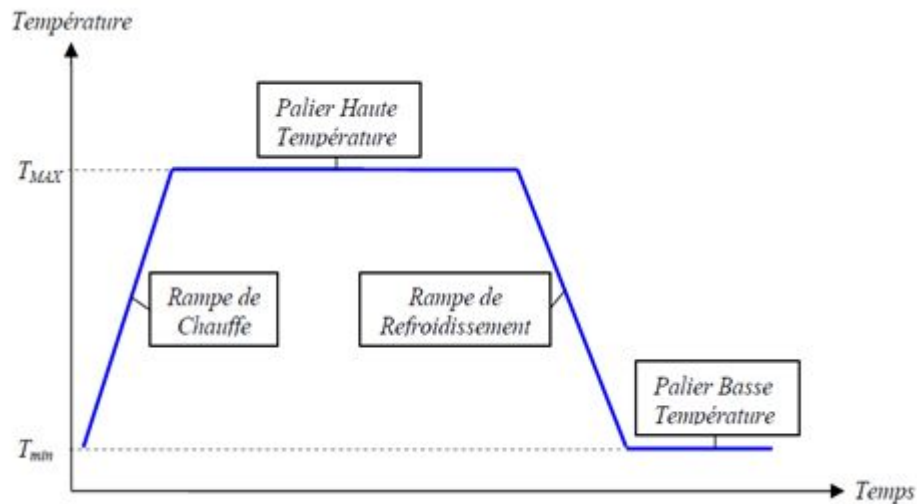 Température
Palier Haute
Température
T_MAX
Rampe de
Chauffe
Rampe de
Refroidissement
Palier Basse
Température
T_min
Temps